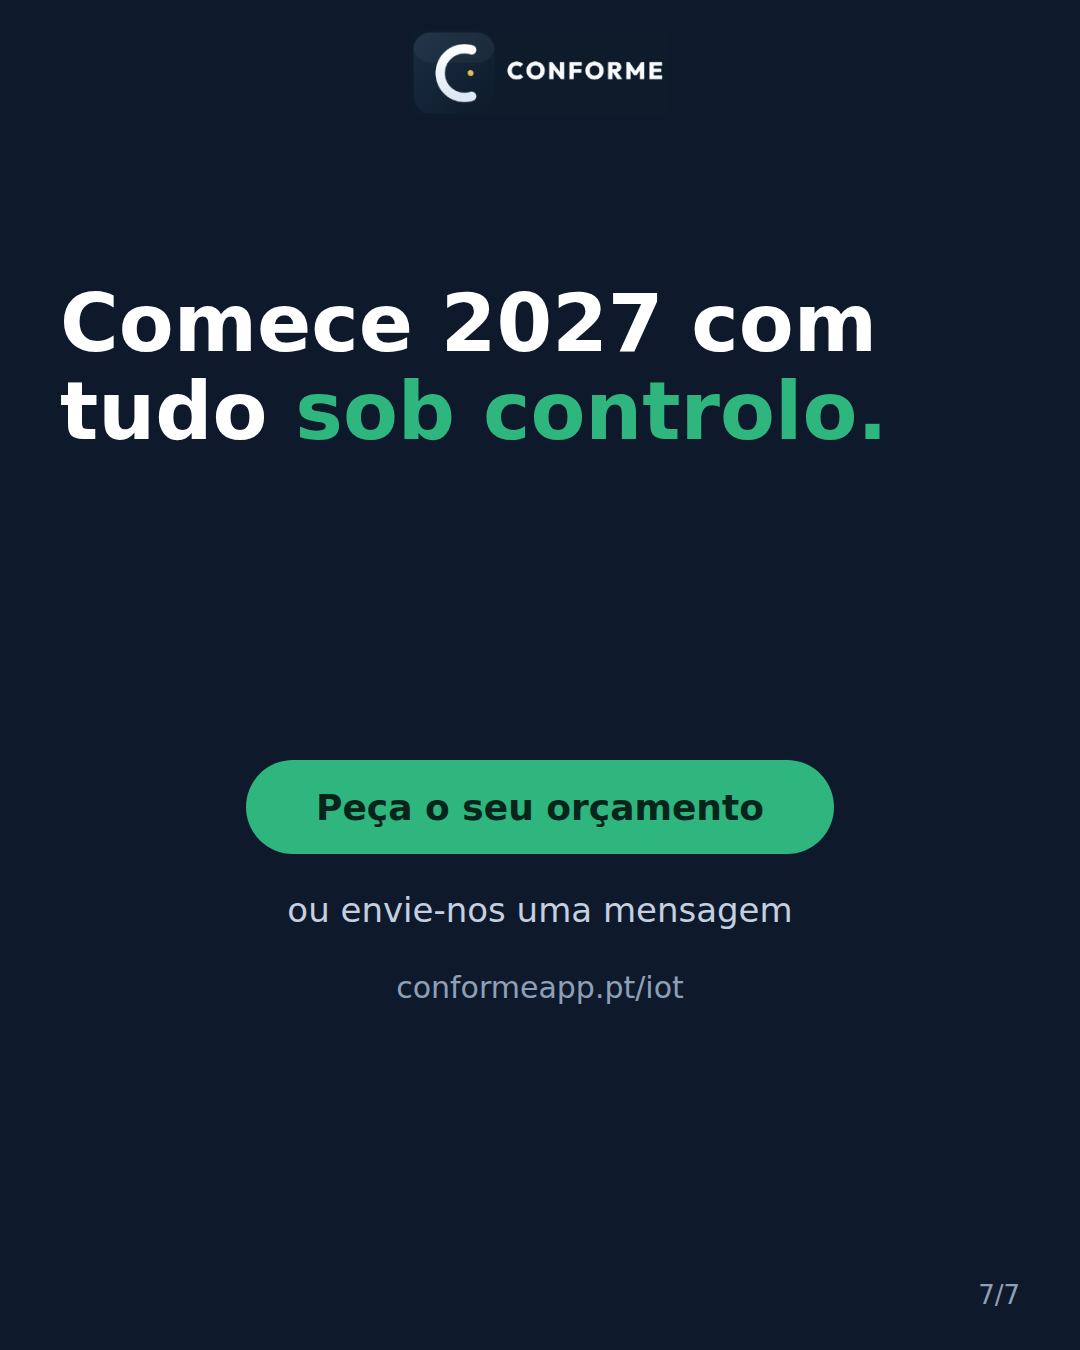 CONFORME
Comece 2027 com
tudo sob controlo.
Peça o seu orçamento
ou envie-nos uma mensagem
conformeapp.pt/iot
7/7